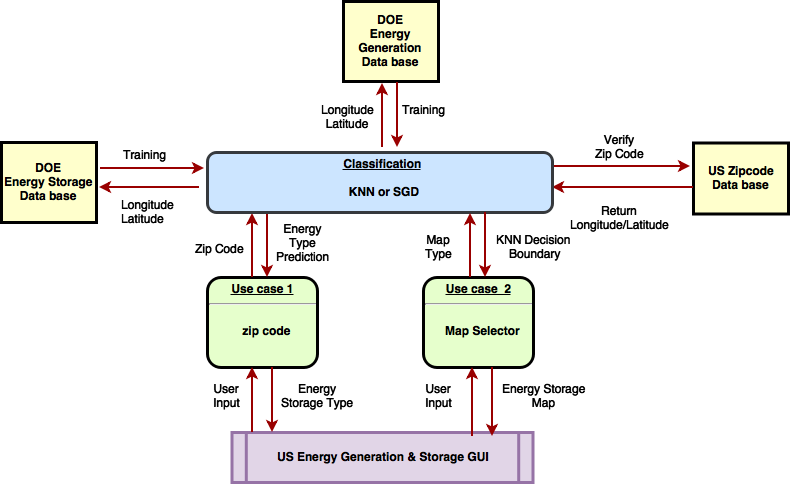 DOE
Energy
Generation
Data base
Longitude
Latitude
Training
DOE
Energy Storage
Data base
Training
Longitude
Latitude
Classification
KNN or SGD
Verify
Zip Code
Return
Longitude/Latitude
US Zipcode
Data base
Zip Code
Energy
Type
Prediction
Map
Type
KNN Decision
Boundary
Use case 1
zip code
Use case 2
Map Selector
User
Input
Energy
Storage Type
User
Input
Energy Storage
Map
US Energy Generation & Storage GUI